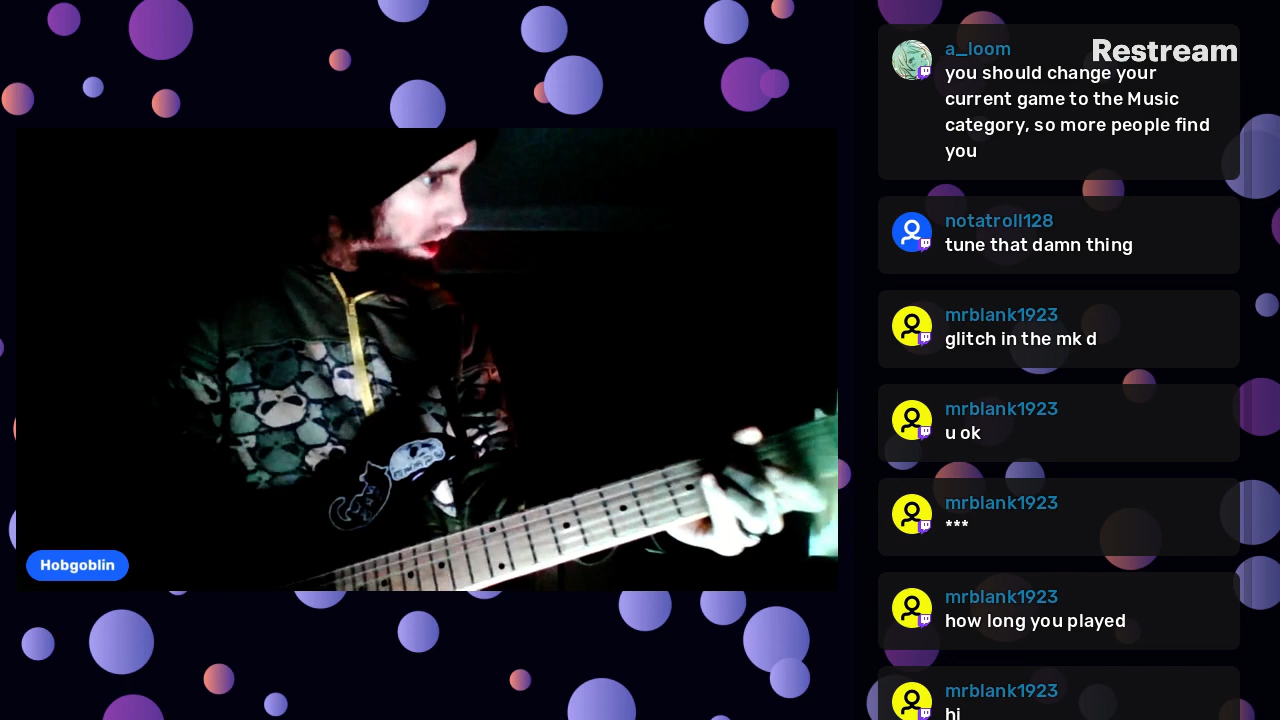 a_loom
Restream
you should change your
current game to the Music
category, so more people find
you
notatroll128
tune that damn thing
mrblank1923
glitch in the mk d
mrblank1923
u ok
mrblank1923
***
mrblank1923
how long you played
mrblank1923
hi
Hobgoblin